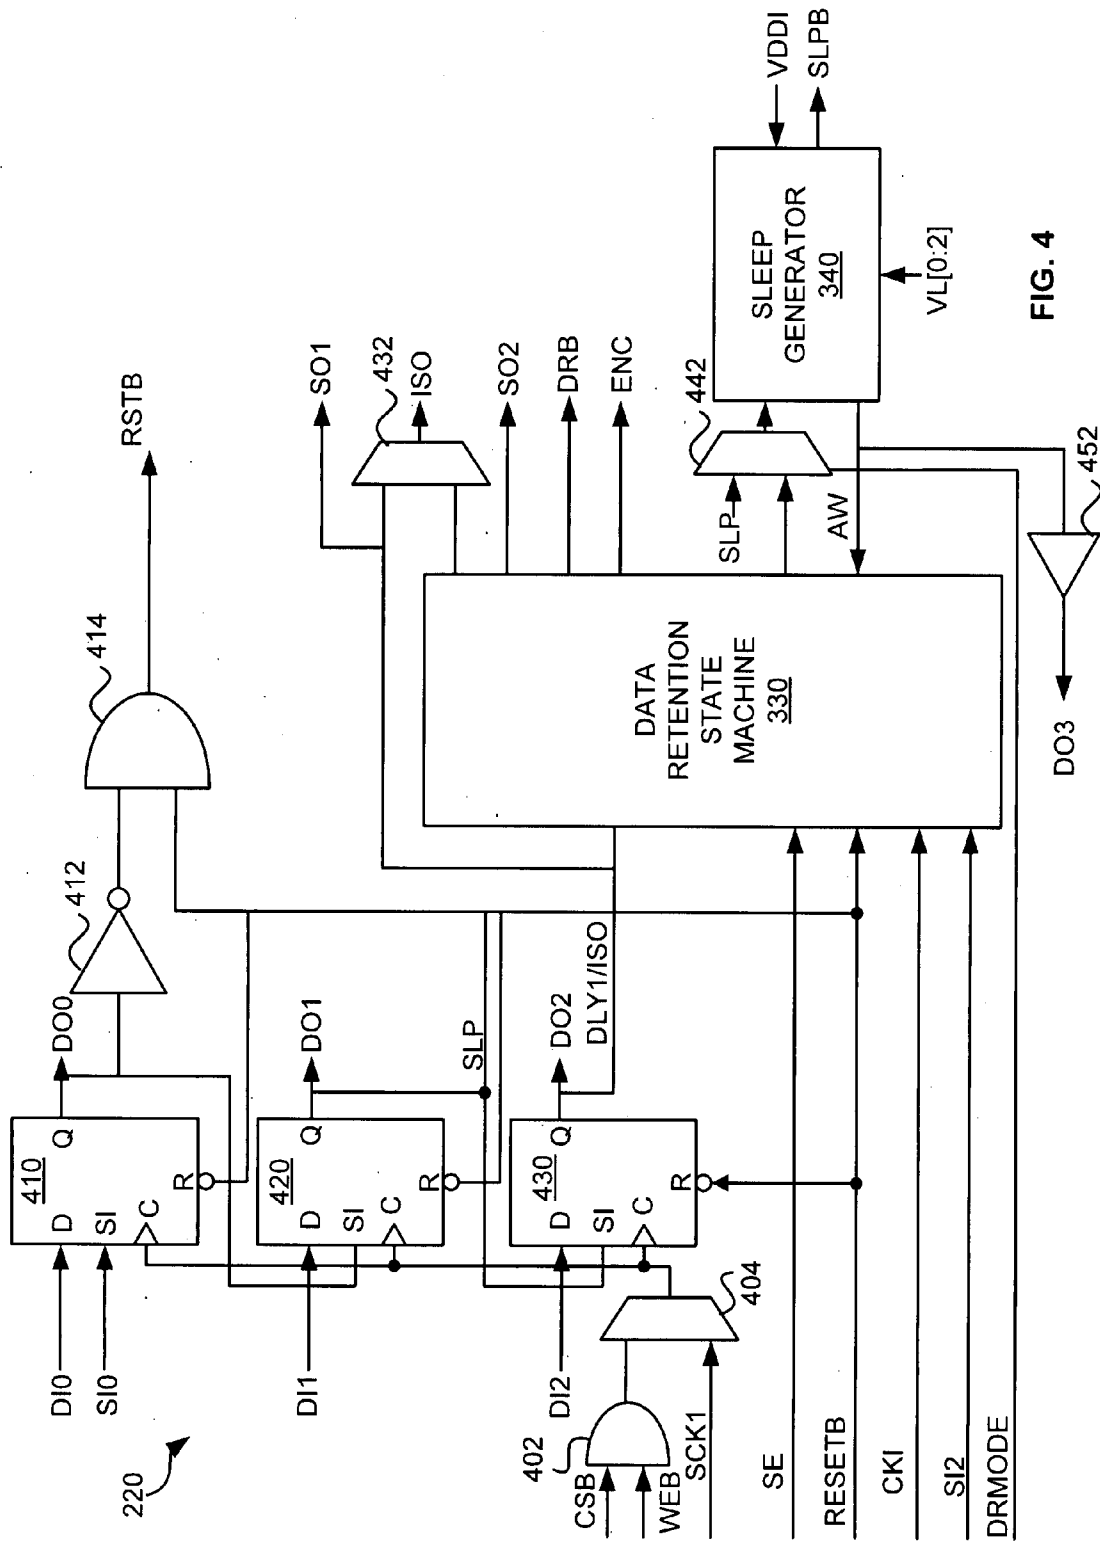 220
DI0
SI0
D
SI
C
410
Q
R
DO0
412
414
RSTB
DI1
D
SI
C
420
Q
R
DO1
SLP
DI2
D
SI
C
430
Q
R
DO2
DLY1/ISO
402
CSB
WEB
SCK1
404
SE
RESETB
CKI
SI2
DRMODE
DATA
RETENTION
STATE
MACHINE
330
SO1
432
ISO
SO2
DRB
ENC
442
SLP
AW
SLEEP
GENERATOR
340
VDDI
SLPB
VL[0:2]
452
DO3
FIG. 4